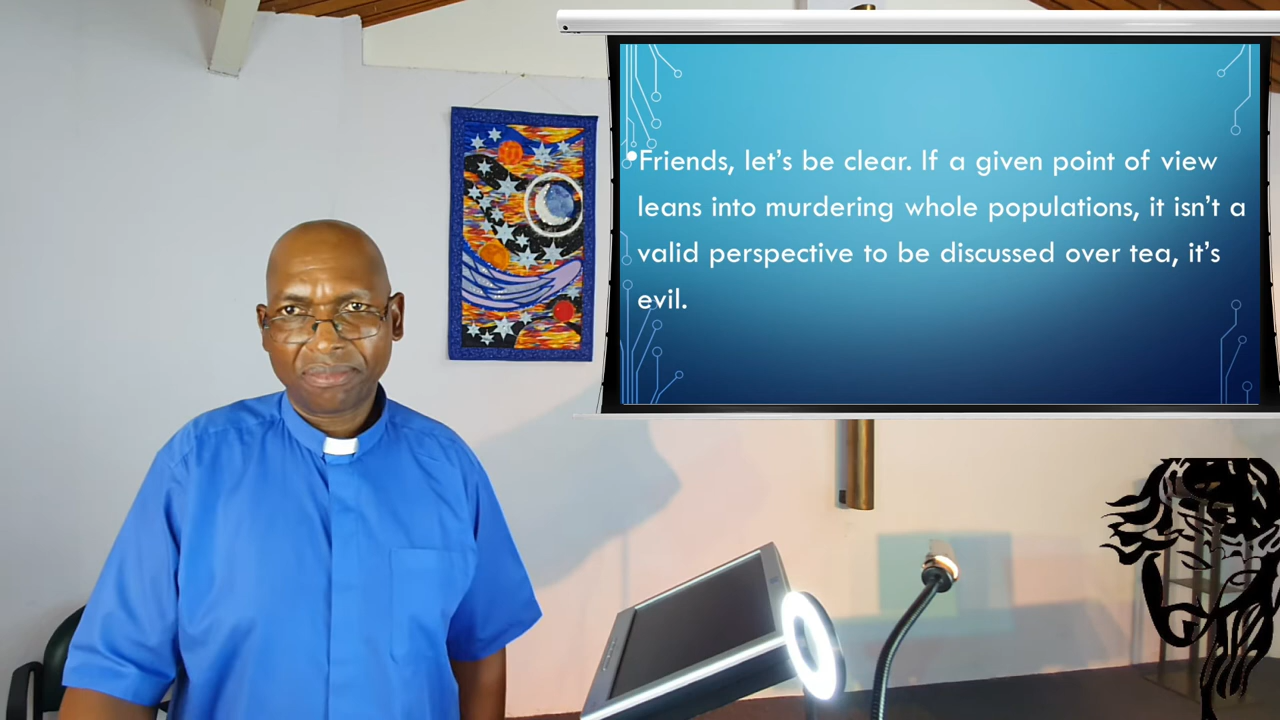 •Friends, let’s be clear. If a given point of view
leans into murdering whole populations, it isn’t a
valid perspective to be discussed over tea, it’s
evil.